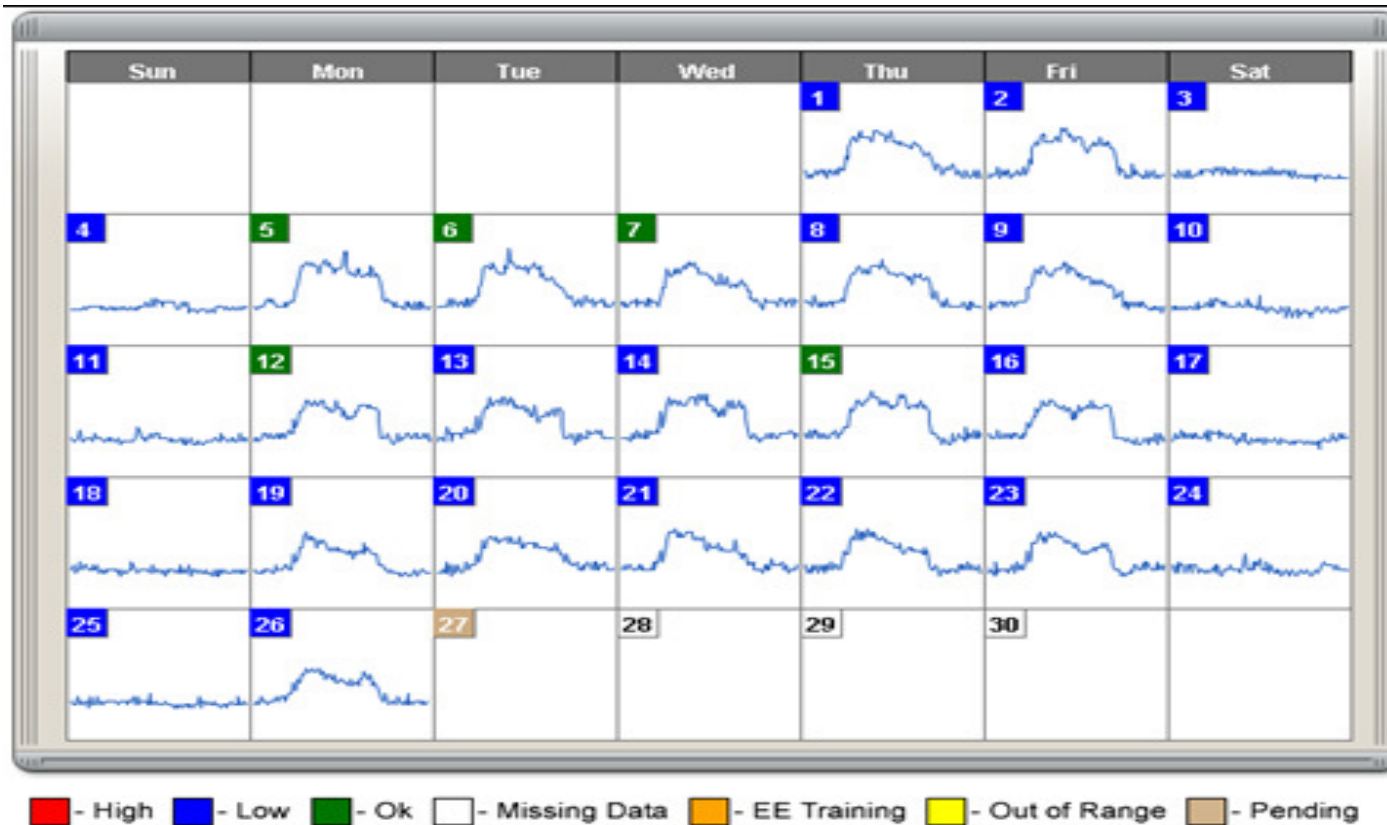 Sun Mon Tue Wed Thu Fri Sat
1 2 3
4 5 6 7 8 9 10
11 12 13 14 15 16 17
18 19 20 21 22 23 24
25 26 27 28 29 30
- High - Low - Ok - Missing Data - EE Training - Out of Range - Pending